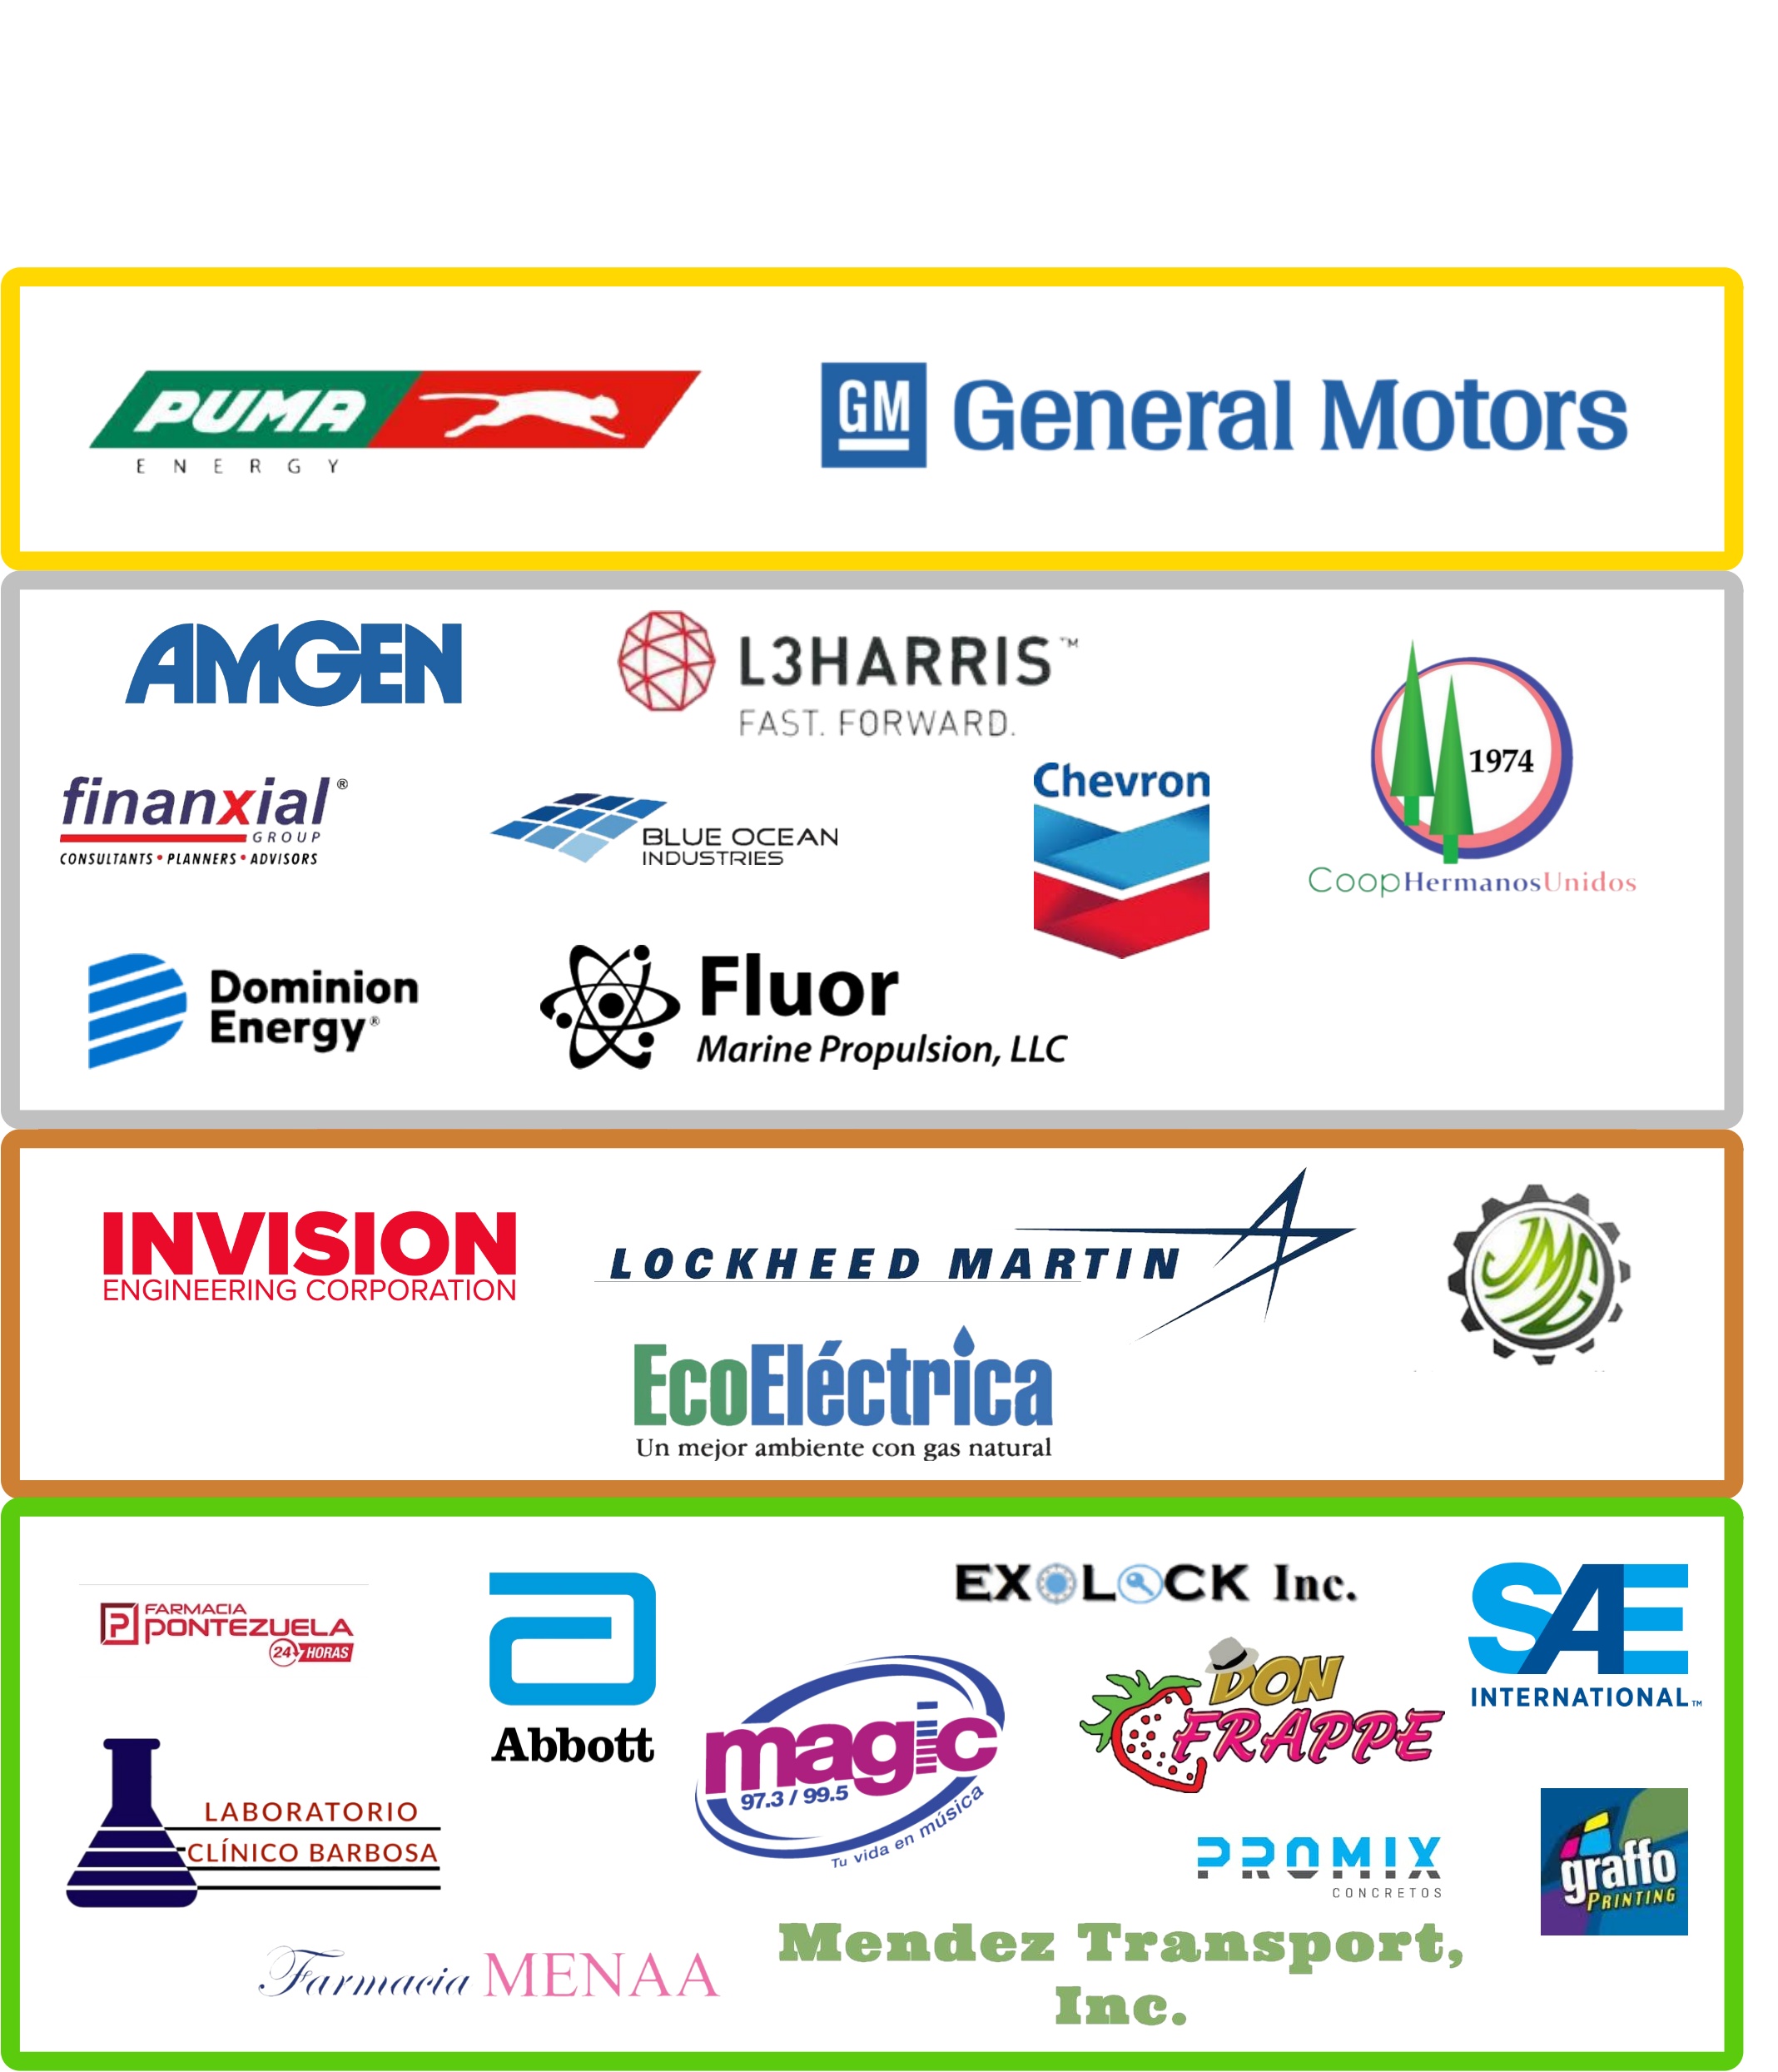 PUMA
ENERGY
GM General Motors
AMGEN
L3HARRIS™
FAST. FORWARD.
1974
CoopHermanosUnidos
finanxial®
GROUP
CONSULTANTS • PLANNERS • ADVISORS
BLUE OCEAN
INDUSTRIES
Chevron
Dominion
Energy®
Fluor
Marine Propulsion, LLC
INVISION
ENGINEERING CORPORATION
LOCKHEED MARTIN
JMG
EcoEléctrica
Un mejor ambiente con gas natural
FARMACIA
PONTEZUELA
24 HORAS
Abbott
EXOLOCK Inc.
SAE
INTERNATIONAL™
DON
FRAPPE
magic
97.3 / 99.5
Tu vida en música
LABORATORIO
CLÍNICO BARBOSA
PROMIX
CONCRETOS
graffo
PRINTING
Farmacia MENAA
Mendez Transport,
Inc.